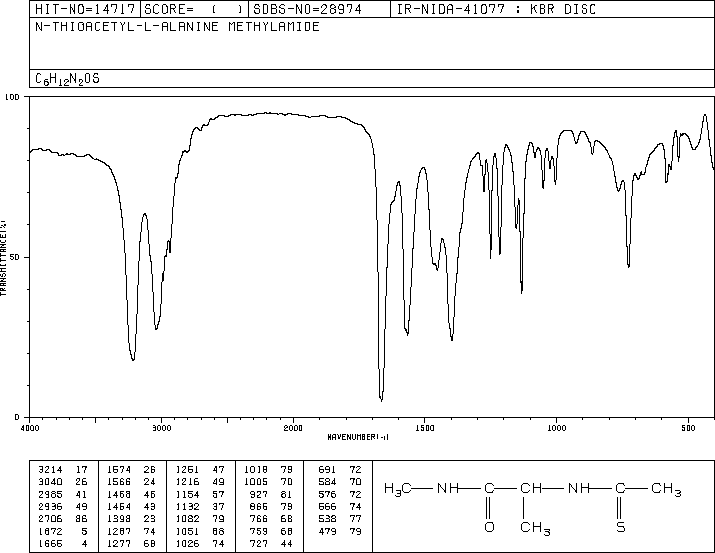 HIT-NO=14717 SCORE= ( ) SDBS-NO=28974 IR-NIDA-41077 : KBR DISC
N-THIOACETYL-L-ALANINE METHYLAMIDE
C6H12N2OS
100
50
0
TRANSMITTANCE(%)
4000 3000 2000 1500 1000 500
WAVENUMBER(-1)
3214 17 1574 26 1251 47 1018 79 691 72
3040 26 1566 24 1216 49 1005 70 584 70
2985 41 1468 46 1154 57 927 81 576 72
2936 49 1454 43 1132 37 866 79 566 74
2706 86 1398 23 1082 79 766 68 538 77
1672 5 1287 74 1051 68 759 68 479 79
1666 4 1277 68 1026 74 727 44
H3C NH C CH NH C CH3
O CH3 S